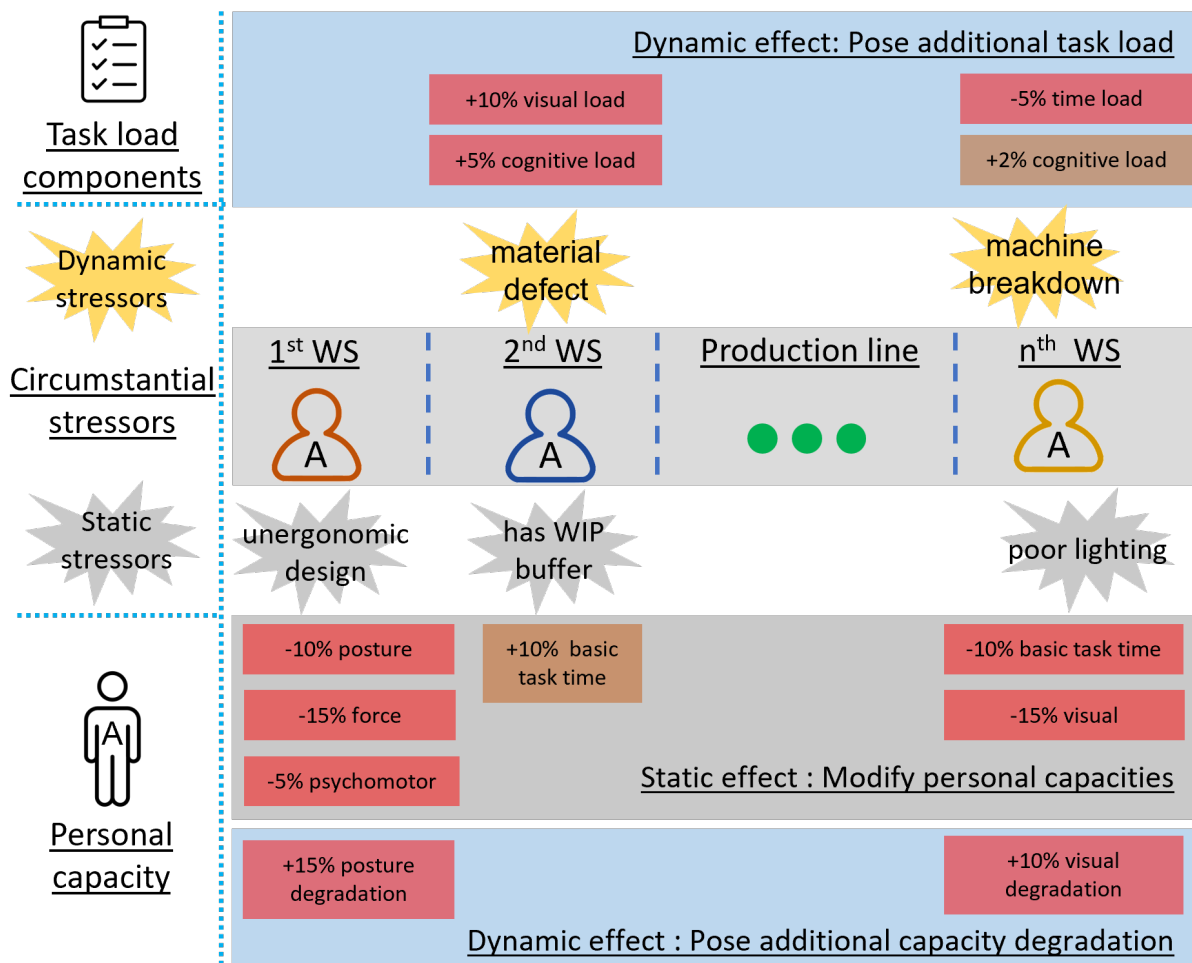 Dynamic effect: Pose additional task load
+10% visual load
-5% time load
+5% cognitive load
+2% cognitive load
Task load
components
Dynamic
stressors
material
defect
machine
breakdown
1st WS
2nd WS
Production line
nth WS
Circumstantial
stressors
A
A
A
Static
stressors
unergonomic
design
has WIP
buffer
poor lighting
-10% posture
+10% basic
task time
-10% basic task time
-15% force
-15% visual
-5% psychomotor
Static effect : Modify personal capacities
A
Personal
capacity
+15% posture
degradation
+10% visual
degradation
Dynamic effect : Pose additional capacity degradation